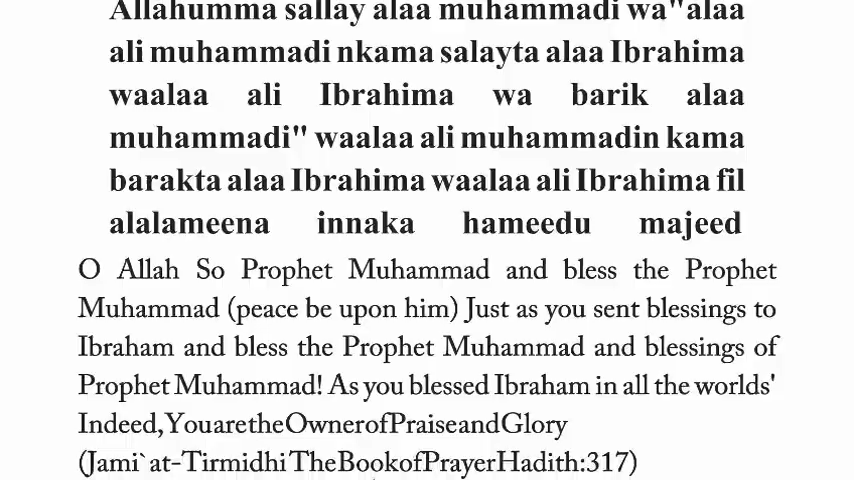 Allahumma sallay alaa muhammadi wa"alaa
ali muhammadi nkama salayta alaa Ibrahima
waalaa ali Ibrahima wa barik alaa
muhammadi" waalaa ali muhammadin kama
barakta alaa Ibrahima waalaa ali Ibrahima fil
alalameena innaka hameedu majeed
O Allah So Prophet Muhammad and bless the Prophet
Muhammad (peace be upon him) Just as you sent blessings to
Ibraham and bless the Prophet Muhammad and blessings of
Prophet Muhammad! As you blessed Ibraham in all the worlds'
Indeed,YouaretheOwnerofPraiseandGlory
(Jami`at-TirmidhiTheBookofPrayerHadith:317)